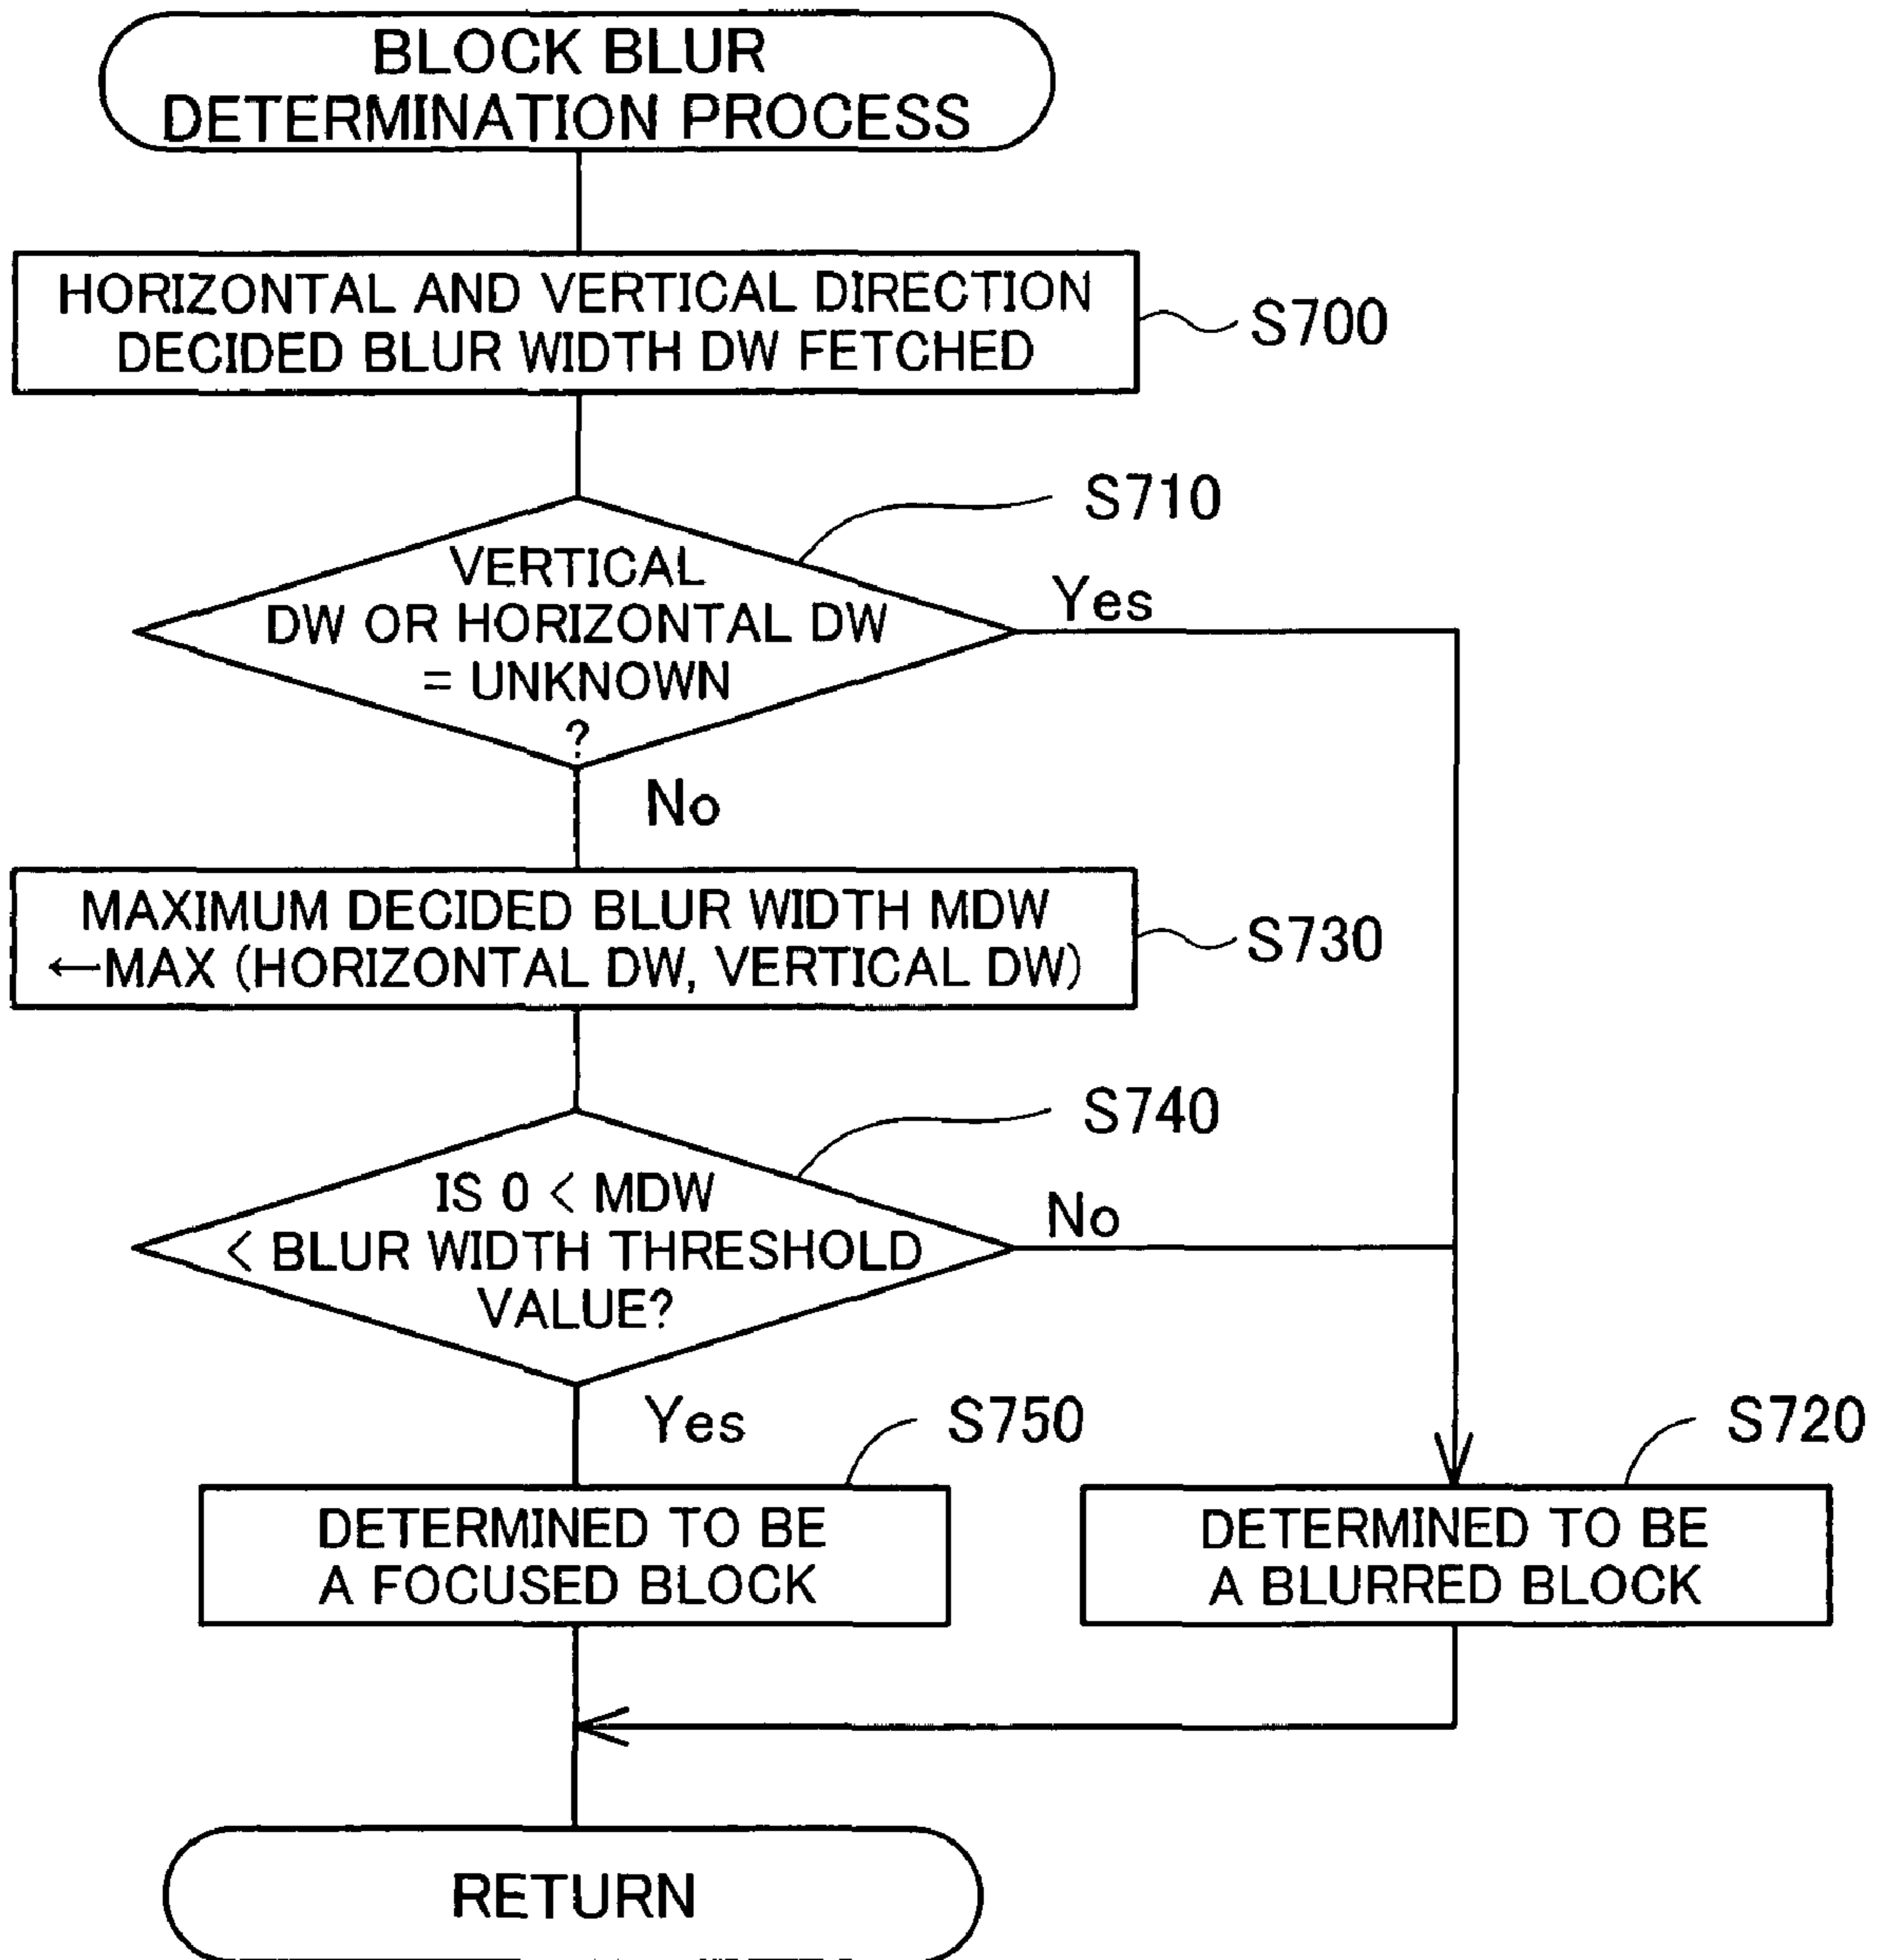 BLOCK BLUR
DETERMINATION PROCESS
HORIZONTAL AND VERTICAL DIRECTION
DECIDED BLUR WIDTH DW FETCHED
S700
S710
VERTICAL
DW OR HORIZONTAL DW
= UNKNOWN
?
Yes
No
MAXIMUM DECIDED BLUR WIDTH MDW
←MAX (HORIZONTAL DW, VERTICAL DW)
S730
S740
IS 0 < MDW
< BLUR WIDTH THRESHOLD
VALUE?
No
Yes
S750
S720
DETERMINED TO BE
A FOCUSED BLOCK
DETERMINED TO BE
A BLURRED BLOCK
RETURN